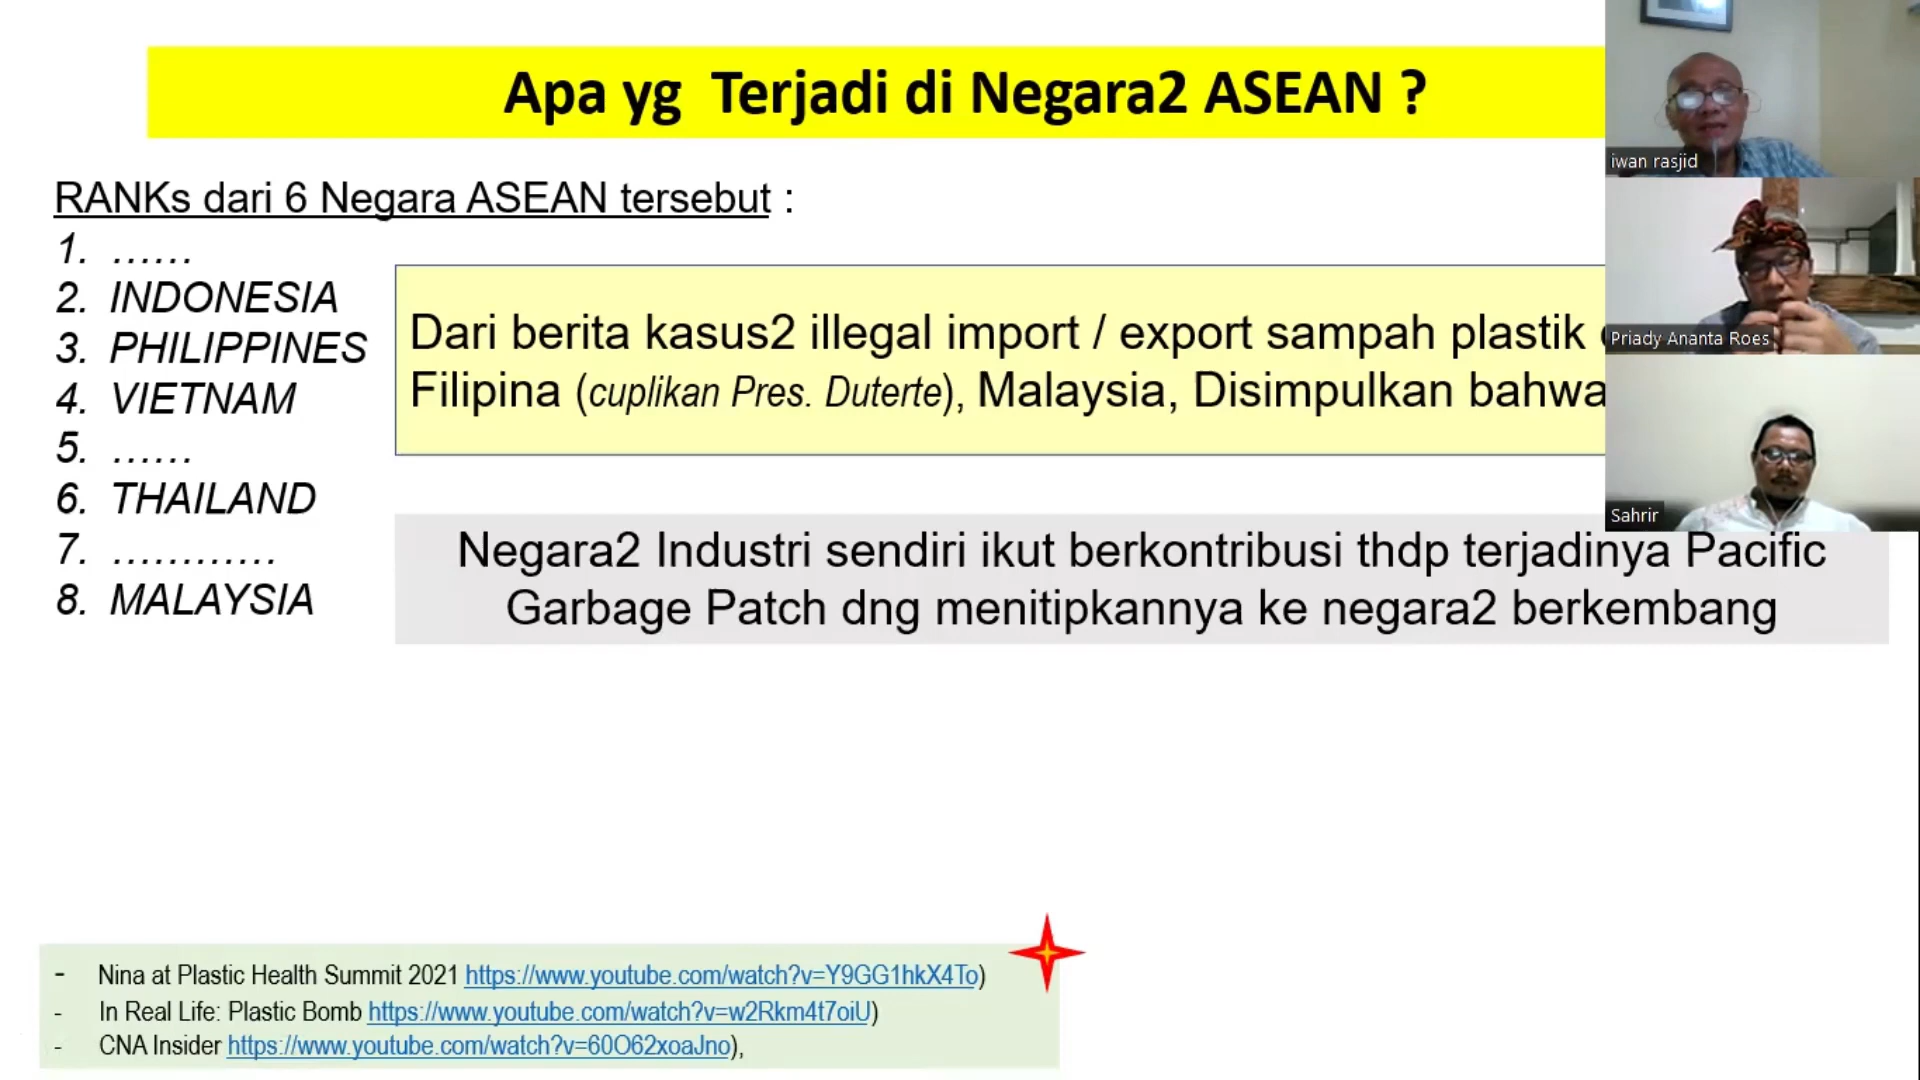 Apa yg Terjadi di Negara2 ASEAN ?
RANKs dari 6 Negara ASEAN tersebut :
1. ......
2. INDONESIA
3. PHILIPPINES
4. VIETNAM
5. ......
6. THAILAND
7. ............
8. MALAYSIA
Dari berita kasus2 illegal import / export sampah plastik
Filipina (cuplikan Pres. Duterte), Malaysia, Disimpulkan bahwa
Negara2 Industri sendiri ikut berkontribusi thdp terjadinya Pacific
Garbage Patch dng menitipkannya ke negara2 berkembang
- Nina at Plastic Health Summit 2021 https://www.youtube.com/watch?v=Y9GG1hkX4To)
- In Real Life: Plastic Bomb https://www.youtube.com/watch?v=w2Rkm4t7oiU)
- CNA Insider https://www.youtube.com/watch?v=60O62xoaJno),
iwan rasjid
Priady Ananta Roes
Sahrir